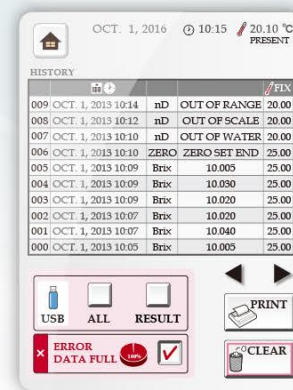 OCT. 1, 2016 10:15 20.10 °C
PRESENT
HISTORY
FIX
009 OCT. 1, 2013 10:14 nD OUT OF RANGE 20.00
008 OCT. 1, 2013 10:12 nD OUT OF SCALE 20.00
007 OCT. 1, 2013 10:10 nD OUT OF WATER 20.00
006 OCT. 1, 2013 10:10 ZERO ZERO SET END 25.00
005 OCT. 1, 2013 10:09 Brix 10.005 25.00
004 OCT. 1, 2013 10:09 Brix 10.030 25.00
003 OCT. 1, 2013 10:09 Brix 10.020 25.00
002 OCT. 1, 2013 10:07 Brix 10.020 25.00
001 OCT. 1, 2013 10:07 Brix 10.040 25.00
000 OCT. 1, 2013 10:05 Brix 10.005 25.00
USB ALL RESULT
PRINT
ERROR
DATA FULL 100%
CLEAR